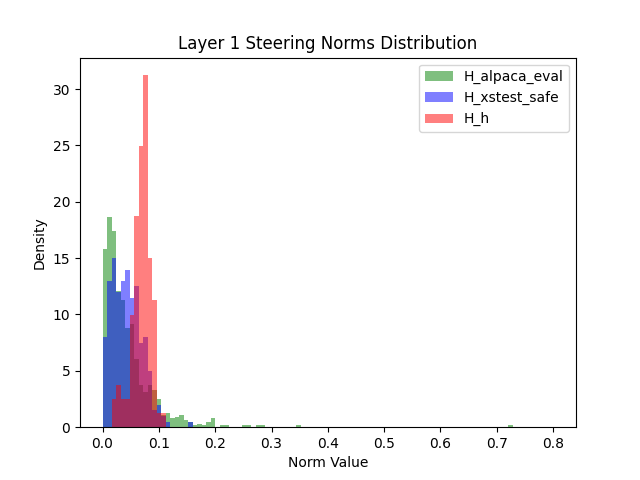 Layer 1 Steering Norms Distribution
H_alpaca_eval
H_xstest_safe
H_h
Density
30
25
20
15
10
5
0
0.0 0.1 0.2 0.3 0.4 0.5 0.6 0.7 0.8
Norm Value